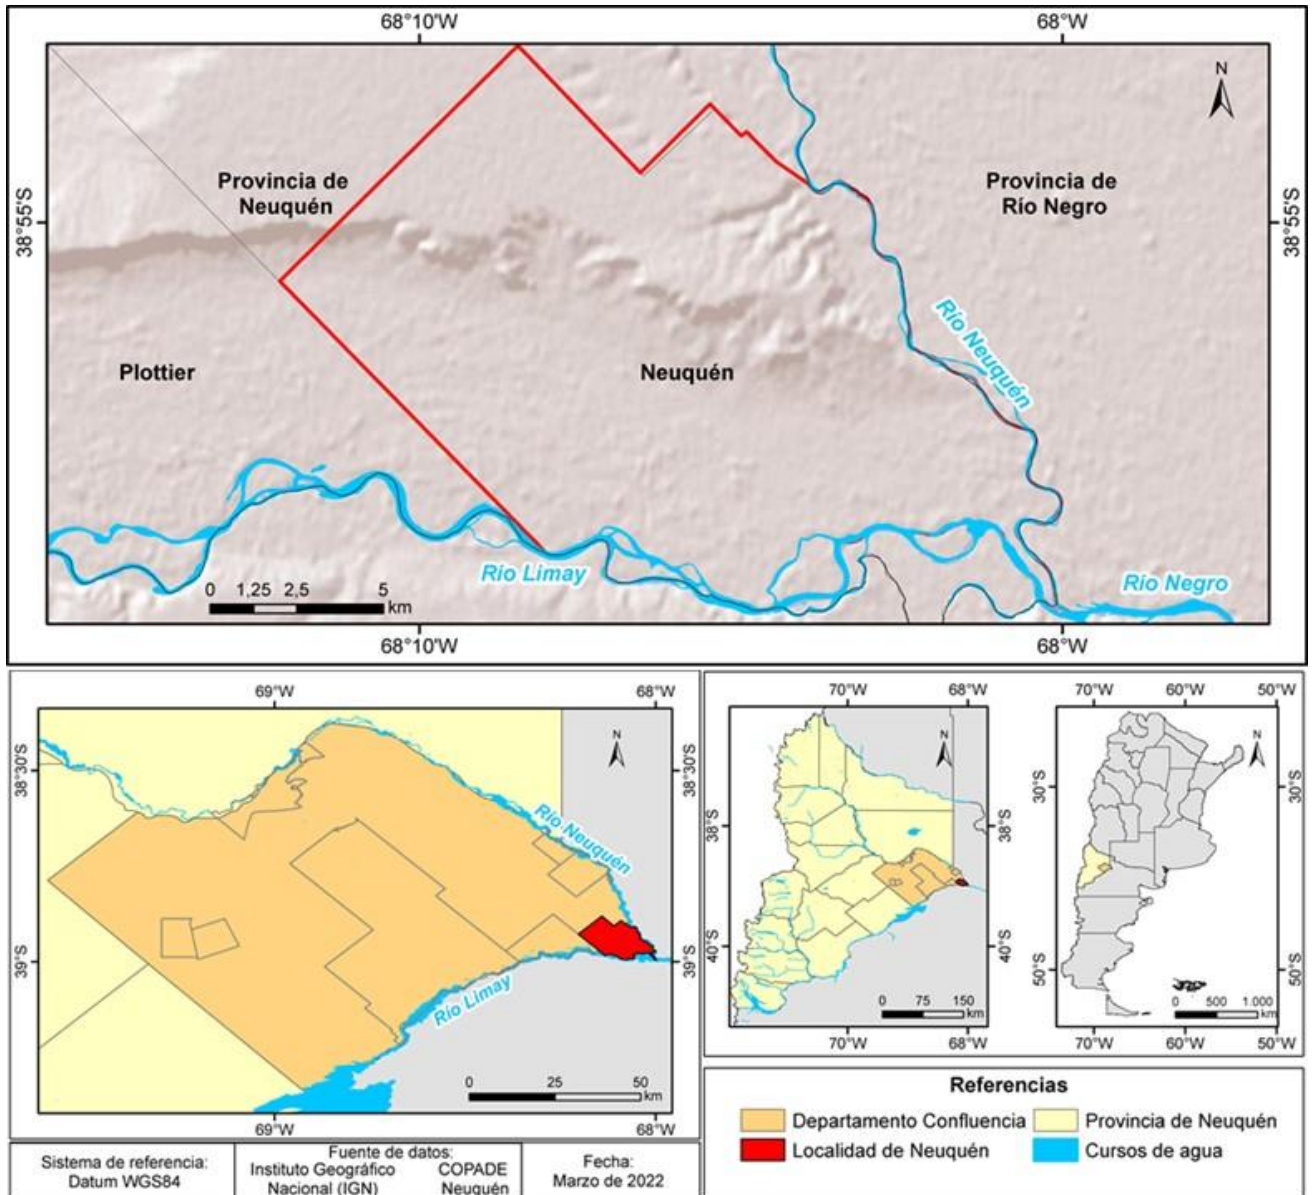 68°10'W
68°W
N
Provincia de
Neuquén
Provincia de
Río Negro
38°55'S
38°55'S
Río Neuquén
Plottier
Neuquén
Río Limay
Río Negro
0 1,25 2,5 5
km
68°10'W
68°W
69°W
68°W
N
38°30'S
38°30'S
Río Neuquén
39°S
39°S
Río Limay
0 25 50
km
69°W
68°W
70°W
68°W
N
38°S
38°S
40°S
40°S
0 75 150
km
70°W
68°W
70°W
60°W
50°W
N
30°S
30°S
50°S
50°S
0 500 1.000
km
70°W
60°W
50°W
Referencias
Departamento Confluencia
Provincia de Neuquén
Localidad de Neuquén
Cursos de agua
Sistema de referencia:
Datum WGS84
Fuente de datos:
Instituto Geográfico COPADE
Nacional (IGN) Neuquén
Fecha:
Marzo de 2022